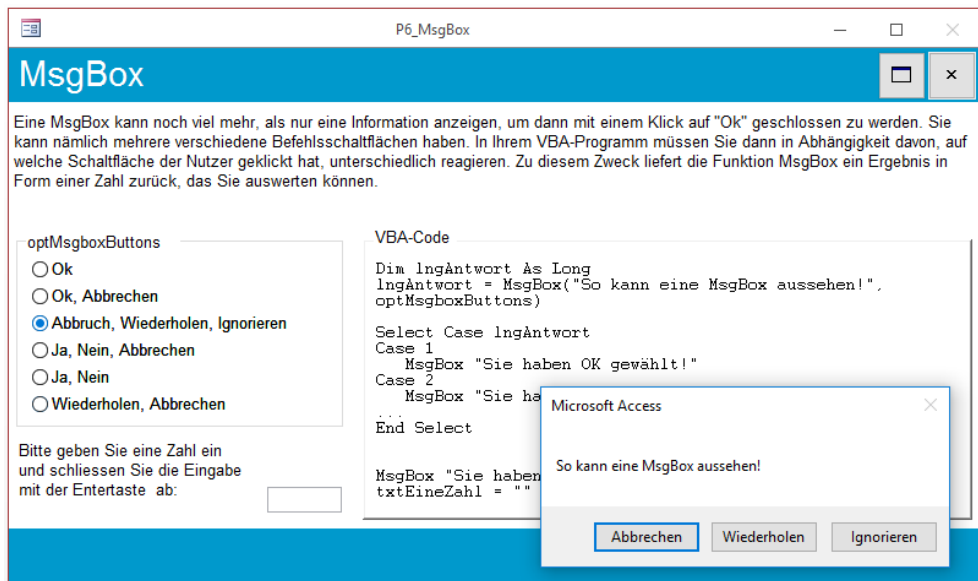 P6_MsgBox
MsgBox
Eine MsgBox kann noch viel mehr, als nur eine Information anzeigen, um dann mit einem Klick auf "Ok" geschlossen zu werden. Sie
kann nämlich mehrere verschiedene Befehlsschaltflächen haben. In Ihrem VBA-Programm müssen Sie dann in Abhängigkeit davon, auf
welche Schaltfläche der Nutzer geklickt hat, unterschiedlich reagieren. Zu diesem Zweck liefert die Funktion MsgBox ein Ergebnis in
Form einer Zahl zurück, das Sie auswerten können.
optMsgboxButtons
Ok
Ok, Abbrechen
Abbruch, Wiederholen, Ignorieren
Ja, Nein, Abbrechen
Ja, Nein
Wiederholen, Abbrechen
Bitte geben Sie eine Zahl ein
und schliessen Sie die Eingabe
mit der Entertaste ab:
VBA-Code
Dim lngAntwort As Long
lngAntwort = MsgBox("So kann eine MsgBox aussehen!",
optMsgboxButtons)
Select Case lngAntwort
Case 1
MsgBox "Sie haben OK gewählt!"
Case 2
MsgBox "Sie ha
...
End Select
MsgBox "Sie haben
txtEineZahl = ""
Microsoft Access
So kann eine MsgBox aussehen!
Abbrechen
Wiederholen
Ignorieren